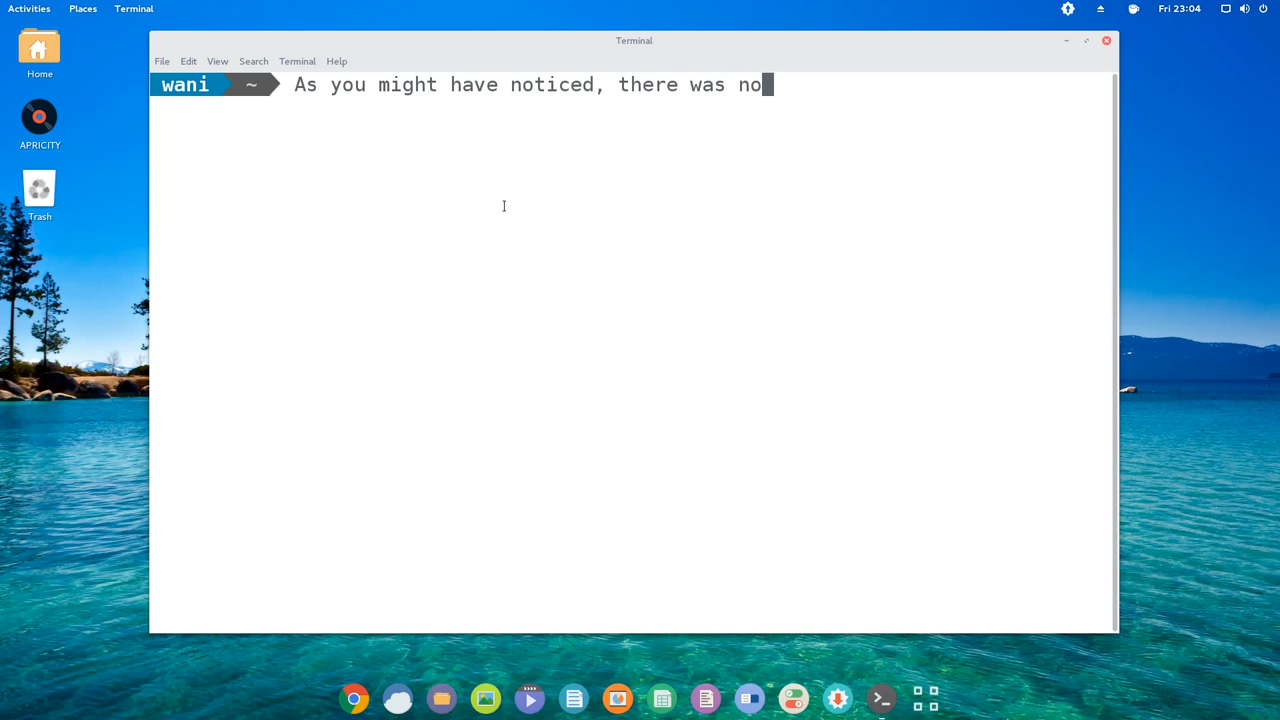 Activities Places Terminal Fri 23:04
Terminal
File Edit View Search Terminal Help
wani ~ As you might have noticed, there was no
Home
APRICITY
Trash